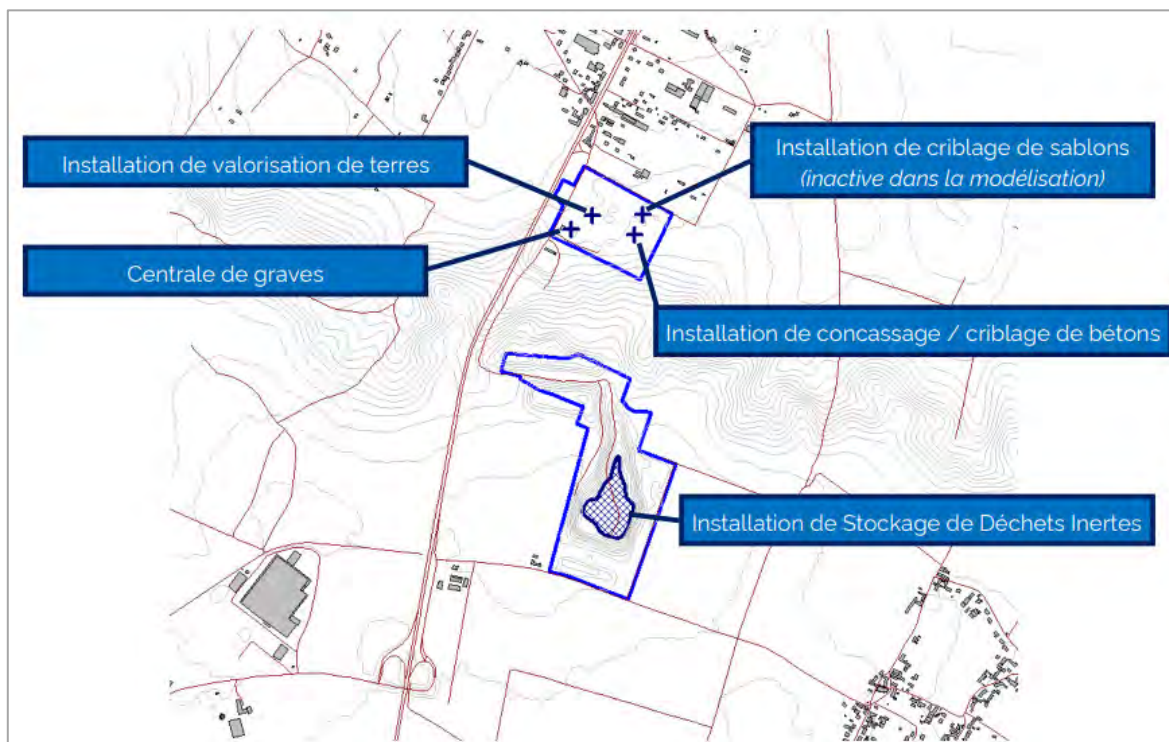 Installation de valorisation de terres
Installation de criblage de sablons
(inactive dans la modélisation)
Centrale de graves
Installation de concassage / criblage de bétons
Installation de Stockage de Déchets Inertes